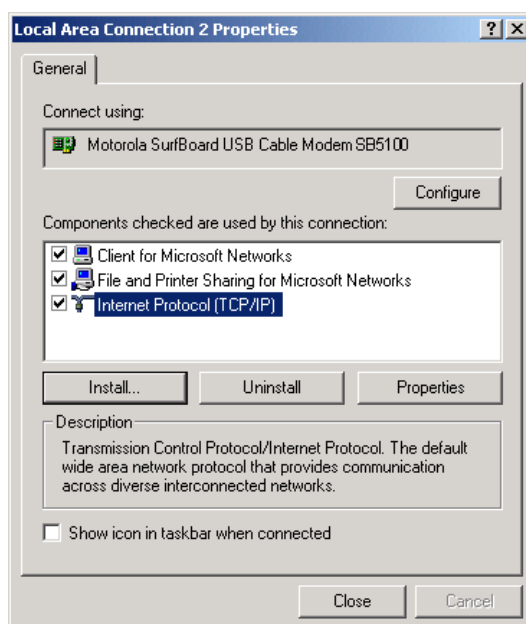 Local Area Connection 2 Properties
General
Connect using:
Motorola SurfBoard USB Cable Modem SB5100
Configure
Components checked are used by this connection:
Client for Microsoft Networks
File and Printer Sharing for Microsoft Networks
Internet Protocol (TCP/IP)
Install... Uninstall Properties
Description
Transmission Control Protocol/Internet Protocol. The default
wide area network protocol that provides communication
across diverse interconnected networks.
Show icon in taskbar when connected
Close Cancel